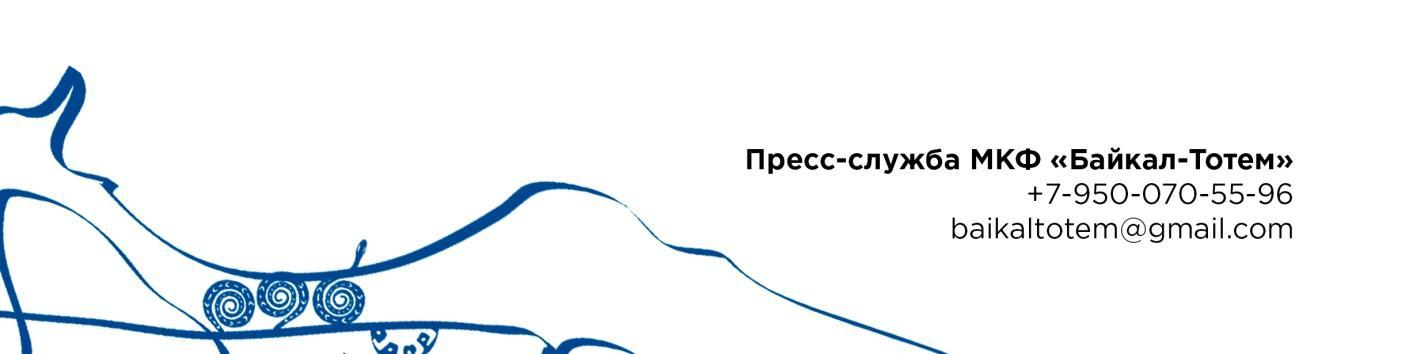 Пресс-служба МКФ «Байкал-Тотем»
+7-950-070-55-96
baikaltotem@gmail.com